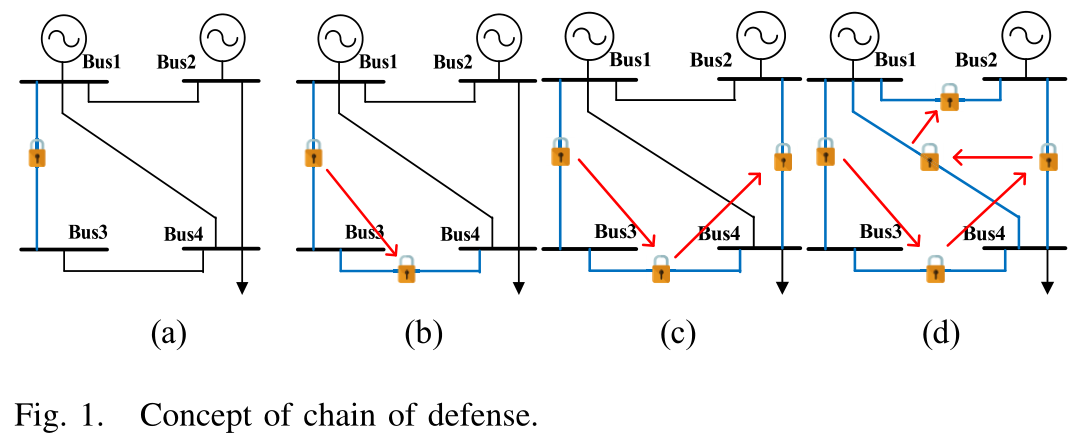 Bus1 Bus2 Bus1 Bus2 Bus1 Bus2 Bus1 Bus2
Bus3 Bus4 Bus3 Bus4 Bus3 Bus4 Bus3 Bus4
(a) (b) (c) (d)
Fig. 1. Concept of chain of defense.